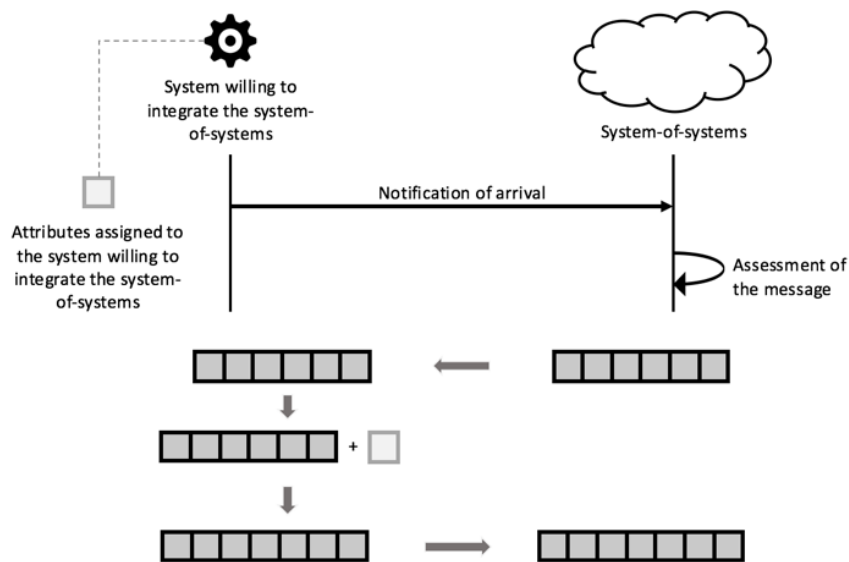 System willing to
integrate the system-
of-systems
System-of-systems
Notification of arrival
Attributes assigned to
the system willing to
integrate the system-
of-systems
Assessment of
the message
+